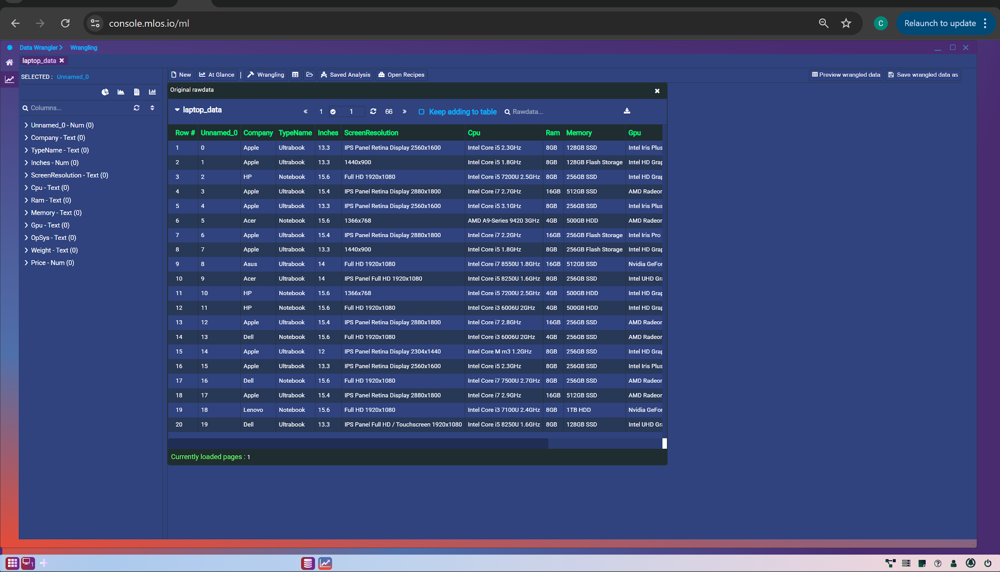 console.mlos.io/ml
C
Relaunch to update
Data Wrangler Wrangling
laptop_data
SELECTED : Unnamed_0
New At Glance | Wrangling Saved Analysis Open Recipes Preview wrangled data Save wrangled data as
Original rawdata
Columns...
laptop_data 1 1 66 Keep adding to table Rawdata...
Unnamed_0 - Num (0)
Company - Text (0)
TypeName - Text (0)
Inches - Num (0)
ScreenResolution - Text (0)
Cpu - Text (0)
Ram - Text (0)
Memory - Text (0)
Gpu - Text (0)
OpSys - Text (0)
Weight - Text (0)
Price - Num (0)
Row # Unnamed_0 Company TypeName Inches ScreenResolution Cpu Ram Memory Gpu
1 0 Apple Ultrabook 13.3 IPS Panel Retina Display 2560x1600 Intel Core i5 2.3GHz 8GB 128GB SSD Intel Iris Plus
2 1 Apple Ultrabook 13.3 1440x900 Intel Core i5 1.8GHz 8GB 128GB Flash Storage Intel HD Grap
3 2 HP Notebook 15.6 Full HD 1920x1080 Intel Core i5 7200U 2.5GHz 8GB 256GB SSD Intel HD Grap
4 3 Apple Ultrabook 15.4 IPS Panel Retina Display 2880x1800 Intel Core i7 2.7GHz 16GB 512GB SSD AMD Radeor
5 4 Apple Ultrabook 13.3 IPS Panel Retina Display 2560x1600 Intel Core i5 3.1GHz 8GB 256GB SSD Intel Iris Plus
6 5 Acer Notebook 15.6 1366x768 AMD A9-Series 9420 3GHz 4GB 500GB HDD AMD Radeor
7 6 Apple Ultrabook 15.4 IPS Panel Retina Display 2880x1800 Intel Core i7 2.2GHz 16GB 256GB Flash Storage Intel Iris Pro
8 7 Apple Ultrabook 13.3 1440x900 Intel Core i5 1.8GHz 8GB 256GB Flash Storage Intel HD Grap
9 8 Asus Ultrabook 14 Full HD 1920x1080 Intel Core i7 8550U 1.8GHz 16GB 512GB SSD Nvidia GeFor
10 9 Acer Ultrabook 14 IPS Panel Full HD 1920x1080 Intel Core i5 8250U 1.6GHz 8GB 256GB SSD Intel UHD Gra
11 10 HP Notebook 15.6 1366x768 Intel Core i5 7200U 2.5GHz 4GB 500GB HDD Intel HD Grap
12 11 HP Notebook 15.6 Full HD 1920x1080 Intel Core i3 6006U 2GHz 4GB 500GB HDD Intel HD Grap
13 12 Apple Ultrabook 15.4 IPS Panel Retina Display 2880x1800 Intel Core i7 2.8GHz 16GB 256GB SSD AMD Radeor
14 13 Dell Notebook 15.6 Full HD 1920x1080 Intel Core i3 6006U 2GHz 4GB 256GB SSD AMD Radeor
15 14 Apple Ultrabook 12 IPS Panel Retina Display 2304x1440 Intel Core M m3 1.2GHz 8GB 256GB SSD Intel HD Grap
16 15 Apple Ultrabook 13.3 IPS Panel Retina Display 2560x1600 Intel Core i5 2.3GHz 8GB 256GB SSD Intel Iris Plus
17 16 Dell Notebook 15.6 Full HD 1920x1080 Intel Core i7 7500U 2.7GHz 8GB 256GB SSD AMD Radeor
18 17 Apple Ultrabook 15.4 IPS Panel Retina Display 2880x1800 Intel Core i7 2.9GHz 16GB 512GB SSD AMD Radeor
19 18 Lenovo Notebook 15.6 Full HD 1920x1080 Intel Core i3 7100U 2.4GHz 8GB 1TB HDD Nvidia GeFor
20 19 Dell Ultrabook 13.3 IPS Panel Full HD / Touchscreen 1920x1080 Intel Core i5 8250U 1.6GHz 8GB 128GB SSD Intel UHD Gra
Currently loaded pages : 1
1